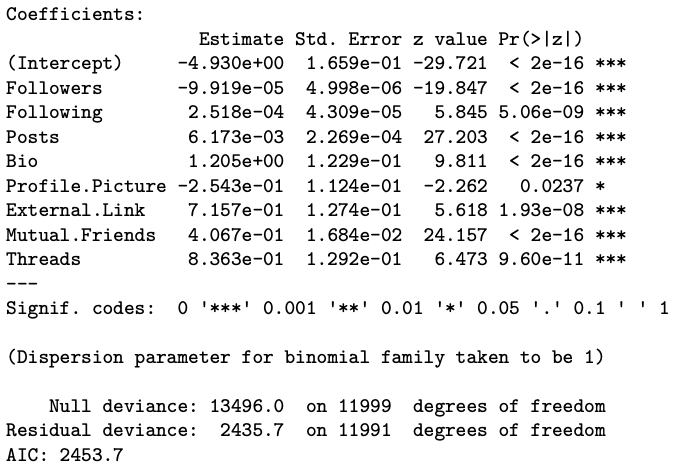 Coefficients:
                  Estimate Std. Error z value Pr(>|z|)
(Intercept)     -4.930e+00  1.659e-01 -29.721  < 2e-16 ***
Followers       -9.919e-05  4.998e-06 -19.847  < 2e-16 ***
Following        2.518e-04  4.309e-05   5.845 5.06e-09 ***
Posts            6.173e-03  2.269e-04  27.203  < 2e-16 ***
Bio              1.205e+00  1.229e-01   9.811  < 2e-16 ***
Profile.Picture -2.543e-01  1.124e-01  -2.262   0.0237 *
External.Link    7.157e-01  1.274e-01   5.618 1.93e-08 ***
Mutual.Friends   4.067e-01  1.684e-02  24.157  < 2e-16 ***
Threads          8.363e-01  1.292e-01   6.473 9.60e-11 ***
---
Signif. codes:  0 '***' 0.001 '**' 0.01 '*' 0.05 '.' 0.1 ' ' 1
(Dispersion parameter for binomial family taken to be 1)
    Null deviance: 13496.0  on 11999  degrees of freedom
Residual deviance:  2435.7  on 11991  degrees of freedom
AIC: 2453.7